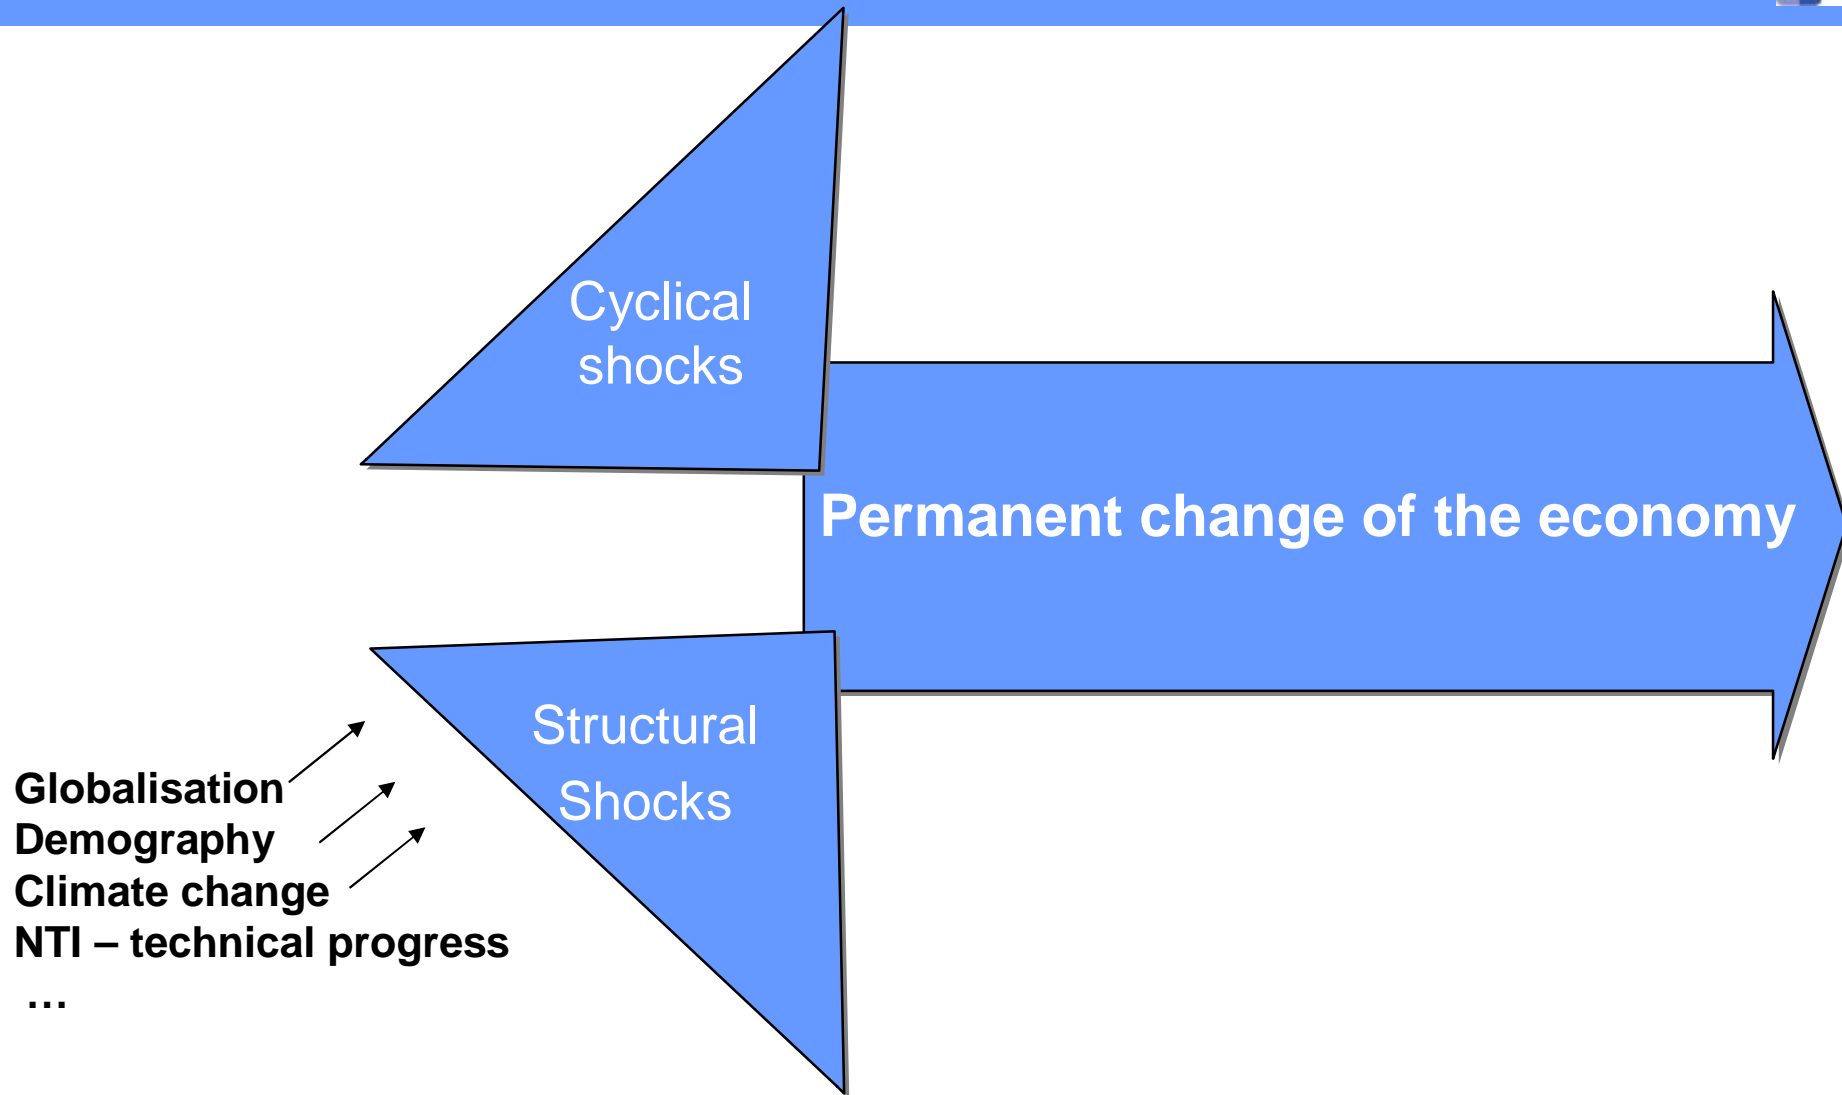 Cyclical
shocks
Permanent change of the economy
Structural
Shocks
Globalisation
Demography
Climate change
NTI – technical progress
…